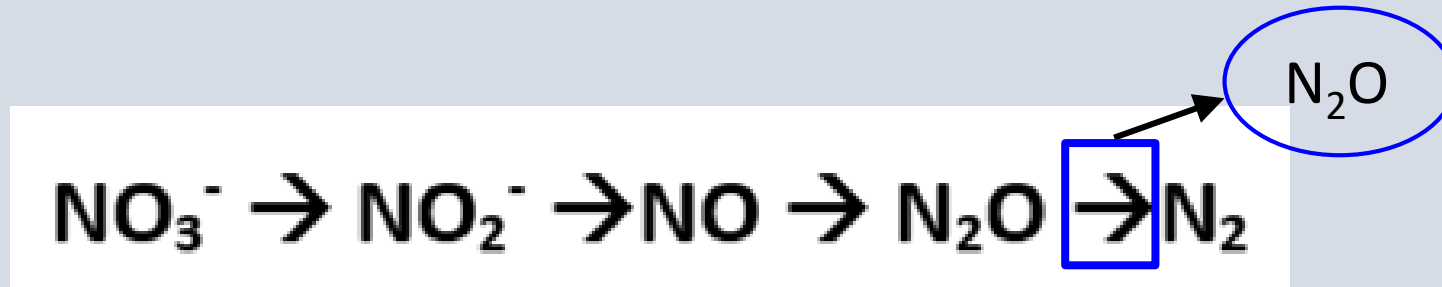 N₂O
NO₃⁻ → NO₂⁻ → NO → N₂O → N₂